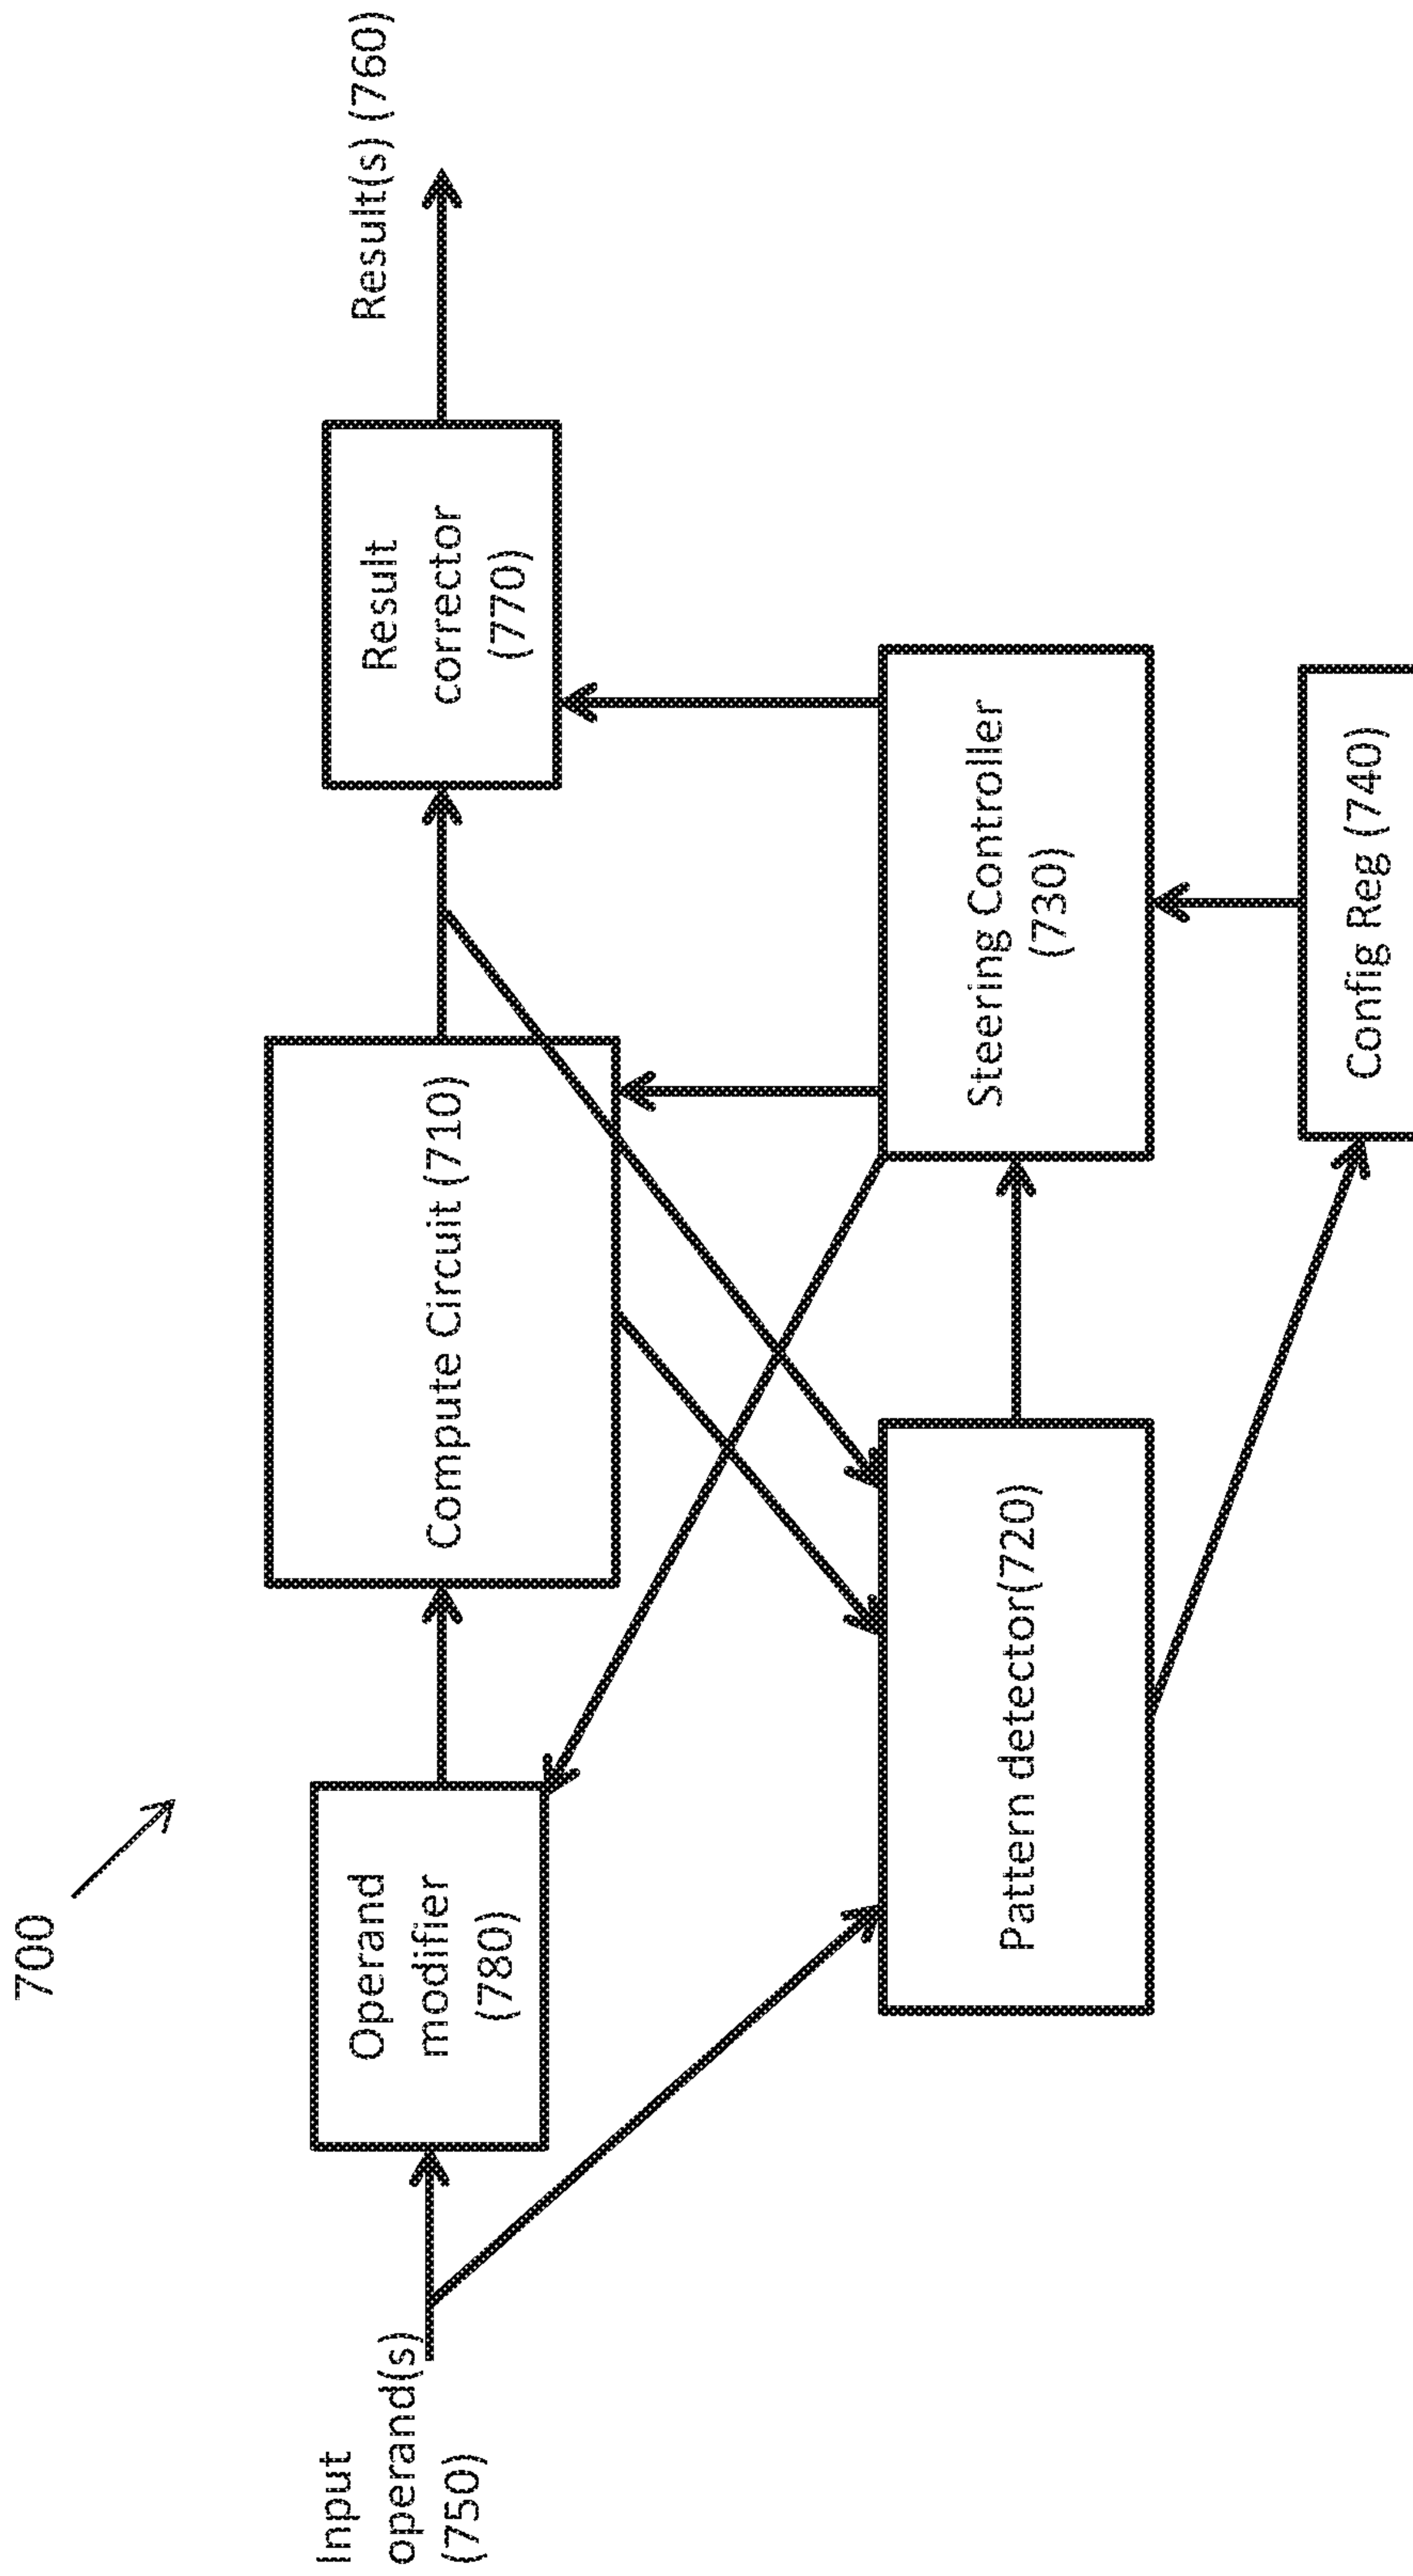 700
Input
operand(s)
(750)
Operand
modifier
(780)
Compute Circuit (710)
Result
corrector
(770)
Result(s) (760)
Pattern detector(720)
Steering Controller
(730)
Config Reg (740)